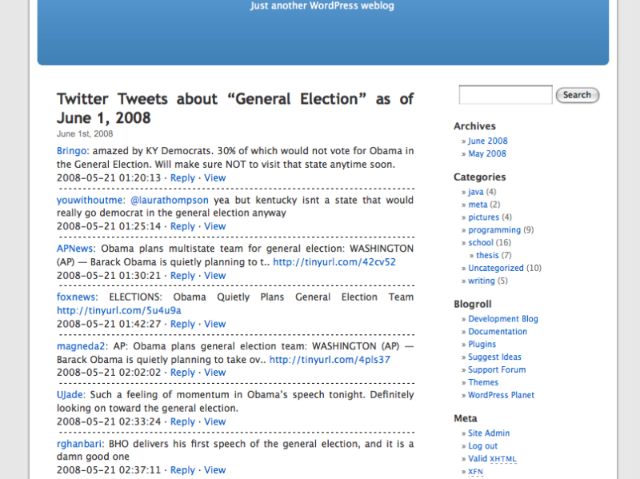 Just another WordPress weblog
Twitter Tweets about “General Election” as of
June 1, 2008
June 1st, 2008
Bringo: amazed by KY Democrats. 30% of which would not vote for Obama in
the General Election. Will make sure NOT to visit that state anytime soon.
2008-05-21 01:20:13 · Reply · View
youwithoutme: @laurathompson yea but kentucky isnt a state that would
really go democrat in the general election anyway
2008-05-21 01:25:14 · Reply · View
APNews: Obama plans multistate team for general election: WASHINGTON
(AP) — Barack Obama is quietly planning to t.. http://tinyurl.com/42cv52
2008-05-21 01:30:21 · Reply · View
foxnews: ELECTIONS: Obama Quietly Plans General Election Team
http://tinyurl.com/5u4u9a
2008-05-21 01:42:27 · Reply · View
magneda2: AP: Obama plans general election team: WASHINGTON (AP) —
Barack Obama is quietly planning to take ov.. http://tinyurl.com/4pls37
2008-05-21 02:02:02 · Reply · View
UJade: Such a feeling of momentum in Obama’s speech tonight. Definitely
looking on toward the general election.
2008-05-21 02:33:24 · Reply · View
rghanbari: BHO delivers his first speech of the general election, and it is a
damn good one
2008-05-21 02:37:11 · Reply · View
Search
Archives
» June 2008
» May 2008
Categories
» java (4)
» meta (2)
» pictures (4)
» programming (9)
» school (16)
» thesis (7)
» Uncategorized (10)
» writing (5)
Blogroll
» Development Blog
» Documentation
» Plugins
» Suggest Ideas
» Support Forum
» Themes
» WordPress Planet
Meta
» Site Admin
» Log out
» Valid XHTML
» XFN